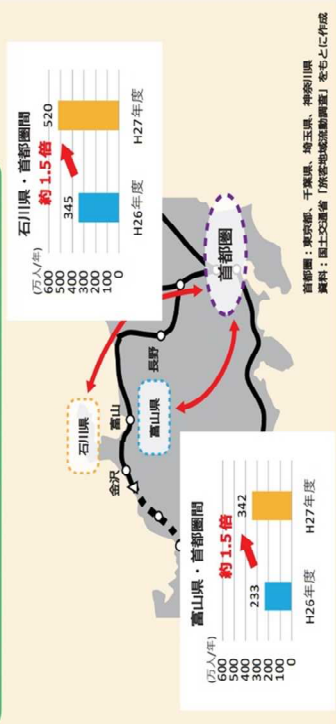 石川県・首都圏間
(万人/年)
約1.5倍
600
500
400
300
200
100
0
345
520
H26年度
H27年度
石川県
金沢
富山
富山県
長野
首都圏
富山県・首都圏間
(万人/年)
約1.5倍
600
500
400
300
200
100
0
233
342
H26年度
H27年度
首都圏：東京都、千葉県、埼玉県、神奈川県
資料：国土交通省「旅客地域流動調査」をもとに作成